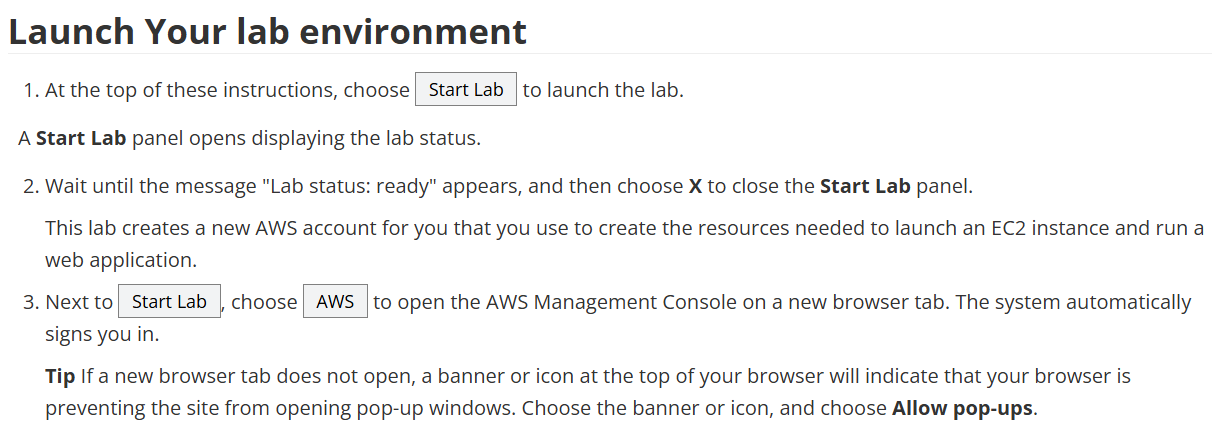 Launch Your lab environment
1. At the top of these instructions, choose Start Lab to launch the lab.
A Start Lab panel opens displaying the lab status.
2. Wait until the message "Lab status: ready" appears, and then choose X to close the Start Lab panel.
This lab creates a new AWS account for you that you use to create the resources needed to launch an EC2 instance and run a
web application.
3. Next to Start Lab, choose AWS to open the AWS Management Console on a new browser tab. The system automatically
signs you in.
Tip If a new browser tab does not open, a banner or icon at the top of your browser will indicate that your browser is
preventing the site from opening pop-up windows. Choose the banner or icon, and choose Allow pop-ups.